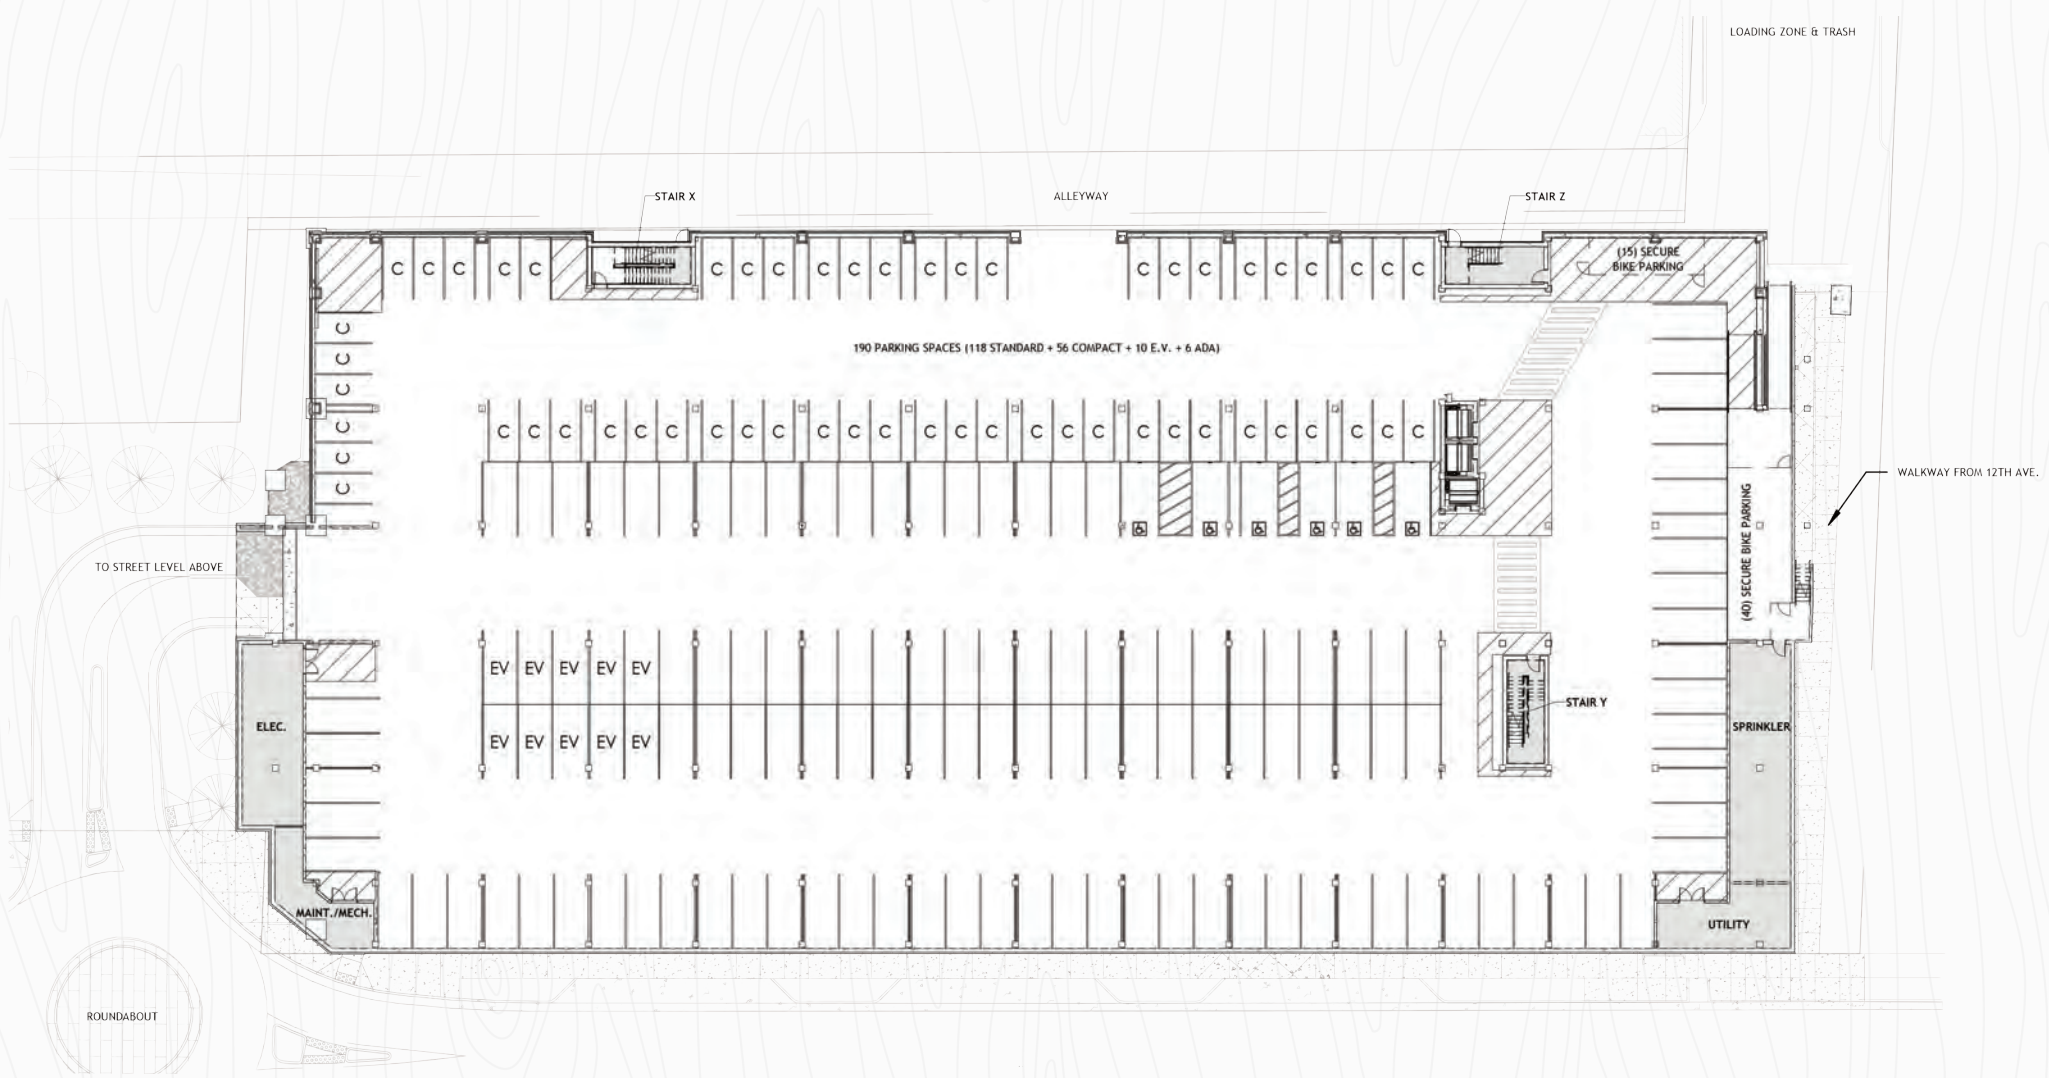 LOADING ZONE & TRASH
STAIR X
ALLEYWAY
STAIR Z
(15) SECURE
BIKE PARKING
C C C C C C C C C C C C C C C C C C C C C C C
C
C
C
C
C
C
190 PARKING SPACES (118 STANDARD + 56 COMPACT + 10 E.V. + 6 ADA)
C C C C C C C C C C C C C C C C C C C C C C C C C C C
WALKWAY FROM 12TH AVE.
(40) SECURE BIKE PARKING
TO STREET LEVEL ABOVE
EV EV EV EV EV
STAIR Y
ELEC.
SPRINKLER
EV EV EV EV EV
MAINT./MECH.
UTILITY
ROUNDABOUT